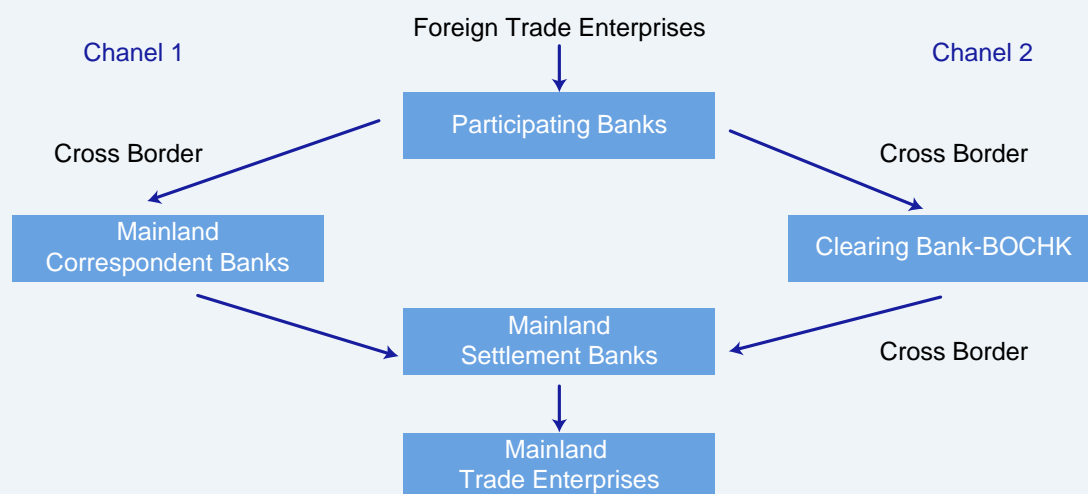 Foreign Trade Enterprises
Chanel 1
Chanel 2
Participating Banks
Cross Border
Cross Border
Mainland
Correspondent Banks
Clearing Bank-BOCHK
Mainland
Settlement Banks
Cross Border
Mainland
Trade Enterprises